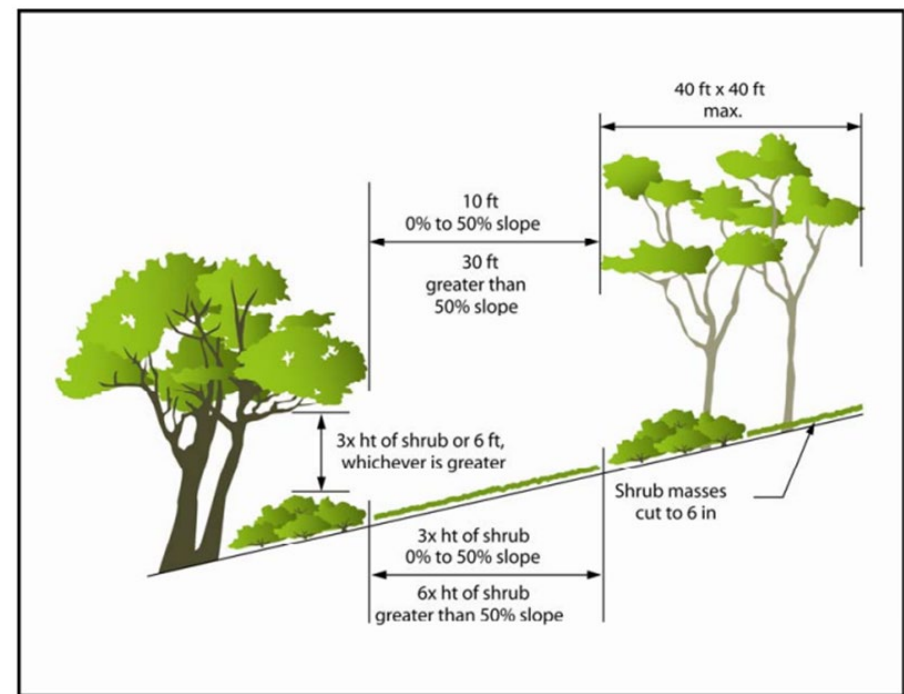 40 ft x 40 ft
max.
10 ft
0% to 50% slope
30 ft
greater than
50% slope
3x ht of shrub or 6 ft,
whichever is greater
Shrub masses
cut to 6 in
3x ht of shrub
0% to 50% slope
6x ht of shrub
greater than 50% slope